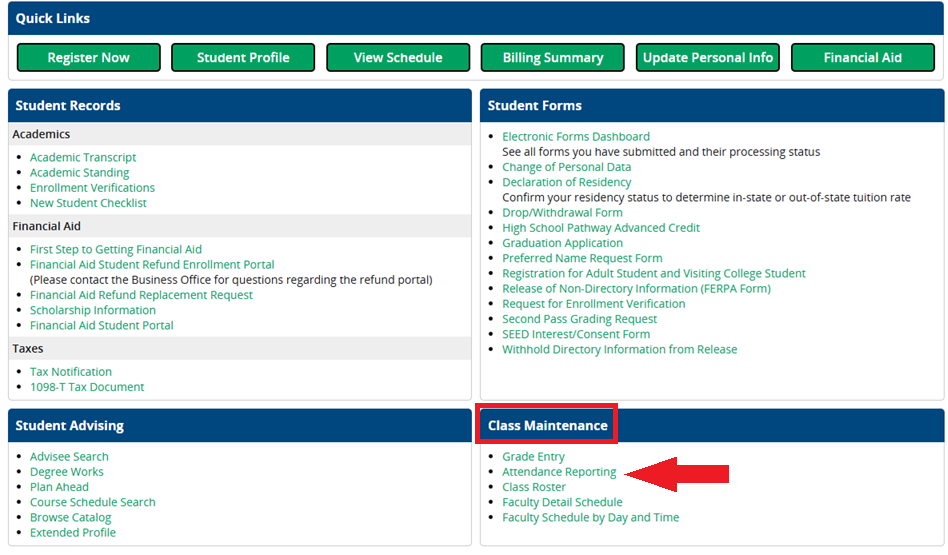 Quick Links
Register Now
Student Profile
View Schedule
Billing Summary
Update Personal Info
Financial Aid
Student Records
Academics
Academic Transcript
Academic Standing
Enrollment Verifications
New Student Checklist
Financial Aid
First Step to Getting Financial Aid
Financial Aid Student Refund Enrollment Portal
(Please contact the Business Office for questions regarding the refund portal)
Financial Aid Refund Replacement Request
Scholarship Information
Financial Aid Student Portal
Taxes
Tax Notification
1098-T Tax Document
Student Forms
Electronic Forms Dashboard
See all forms you have submitted and their processing status
Change of Personal Data
Declaration of Residency
Confirm your residency status to determine in-state or out-of-state tuition rate
Drop/Withdrawal Form
High School Pathway Advanced Credit
Graduation Application
Preferred Name Request Form
Registration for Adult Student and Visiting College Student
Release of Non-Directory Information (FERPA Form)
Request for Enrollment Verification
Second Pass Grading Request
SEED Interest/Consent Form
Withhold Directory Information from Release
Student Advising
Advisee Search
Degree Works
Plan Ahead
Course Schedule Search
Browse Catalog
Extended Profile
Class Maintenance
Grade Entry
Attendance Reporting
Class Roster
Faculty Detail Schedule
Faculty Schedule by Day and Time